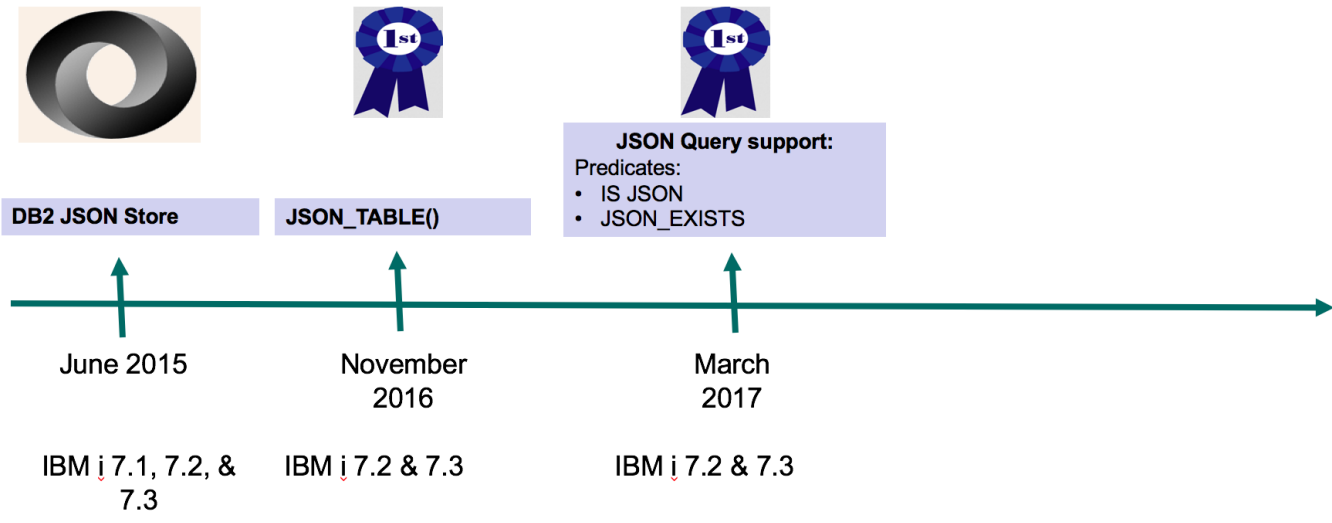 1st
1st
JSON Query support:
Predicates:
• IS JSON
• JSON_EXISTS
DB2 JSON Store
JSON_TABLE()
June 2015
November
2016
March
2017
IBM i 7.1, 7.2, &
7.3
IBM i 7.2 & 7.3
IBM i 7.2 & 7.3